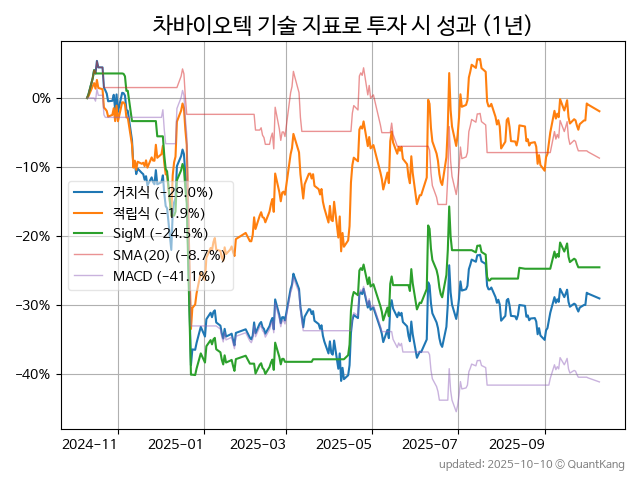 차바이오텍 기술 지표로 투자 시 성과 (1년)
0%
−10%
−20%
−30%
−40%
거치식 (−29.0%)
적립식 (−1.9%)
SigM (−24.5%)
SMA(20) (−8.7%)
MACD (−41.1%)
2024−11 2025−01 2025−03 2025−05 2025−07 2025−09
updated: 2025-10-10 © QuantKang